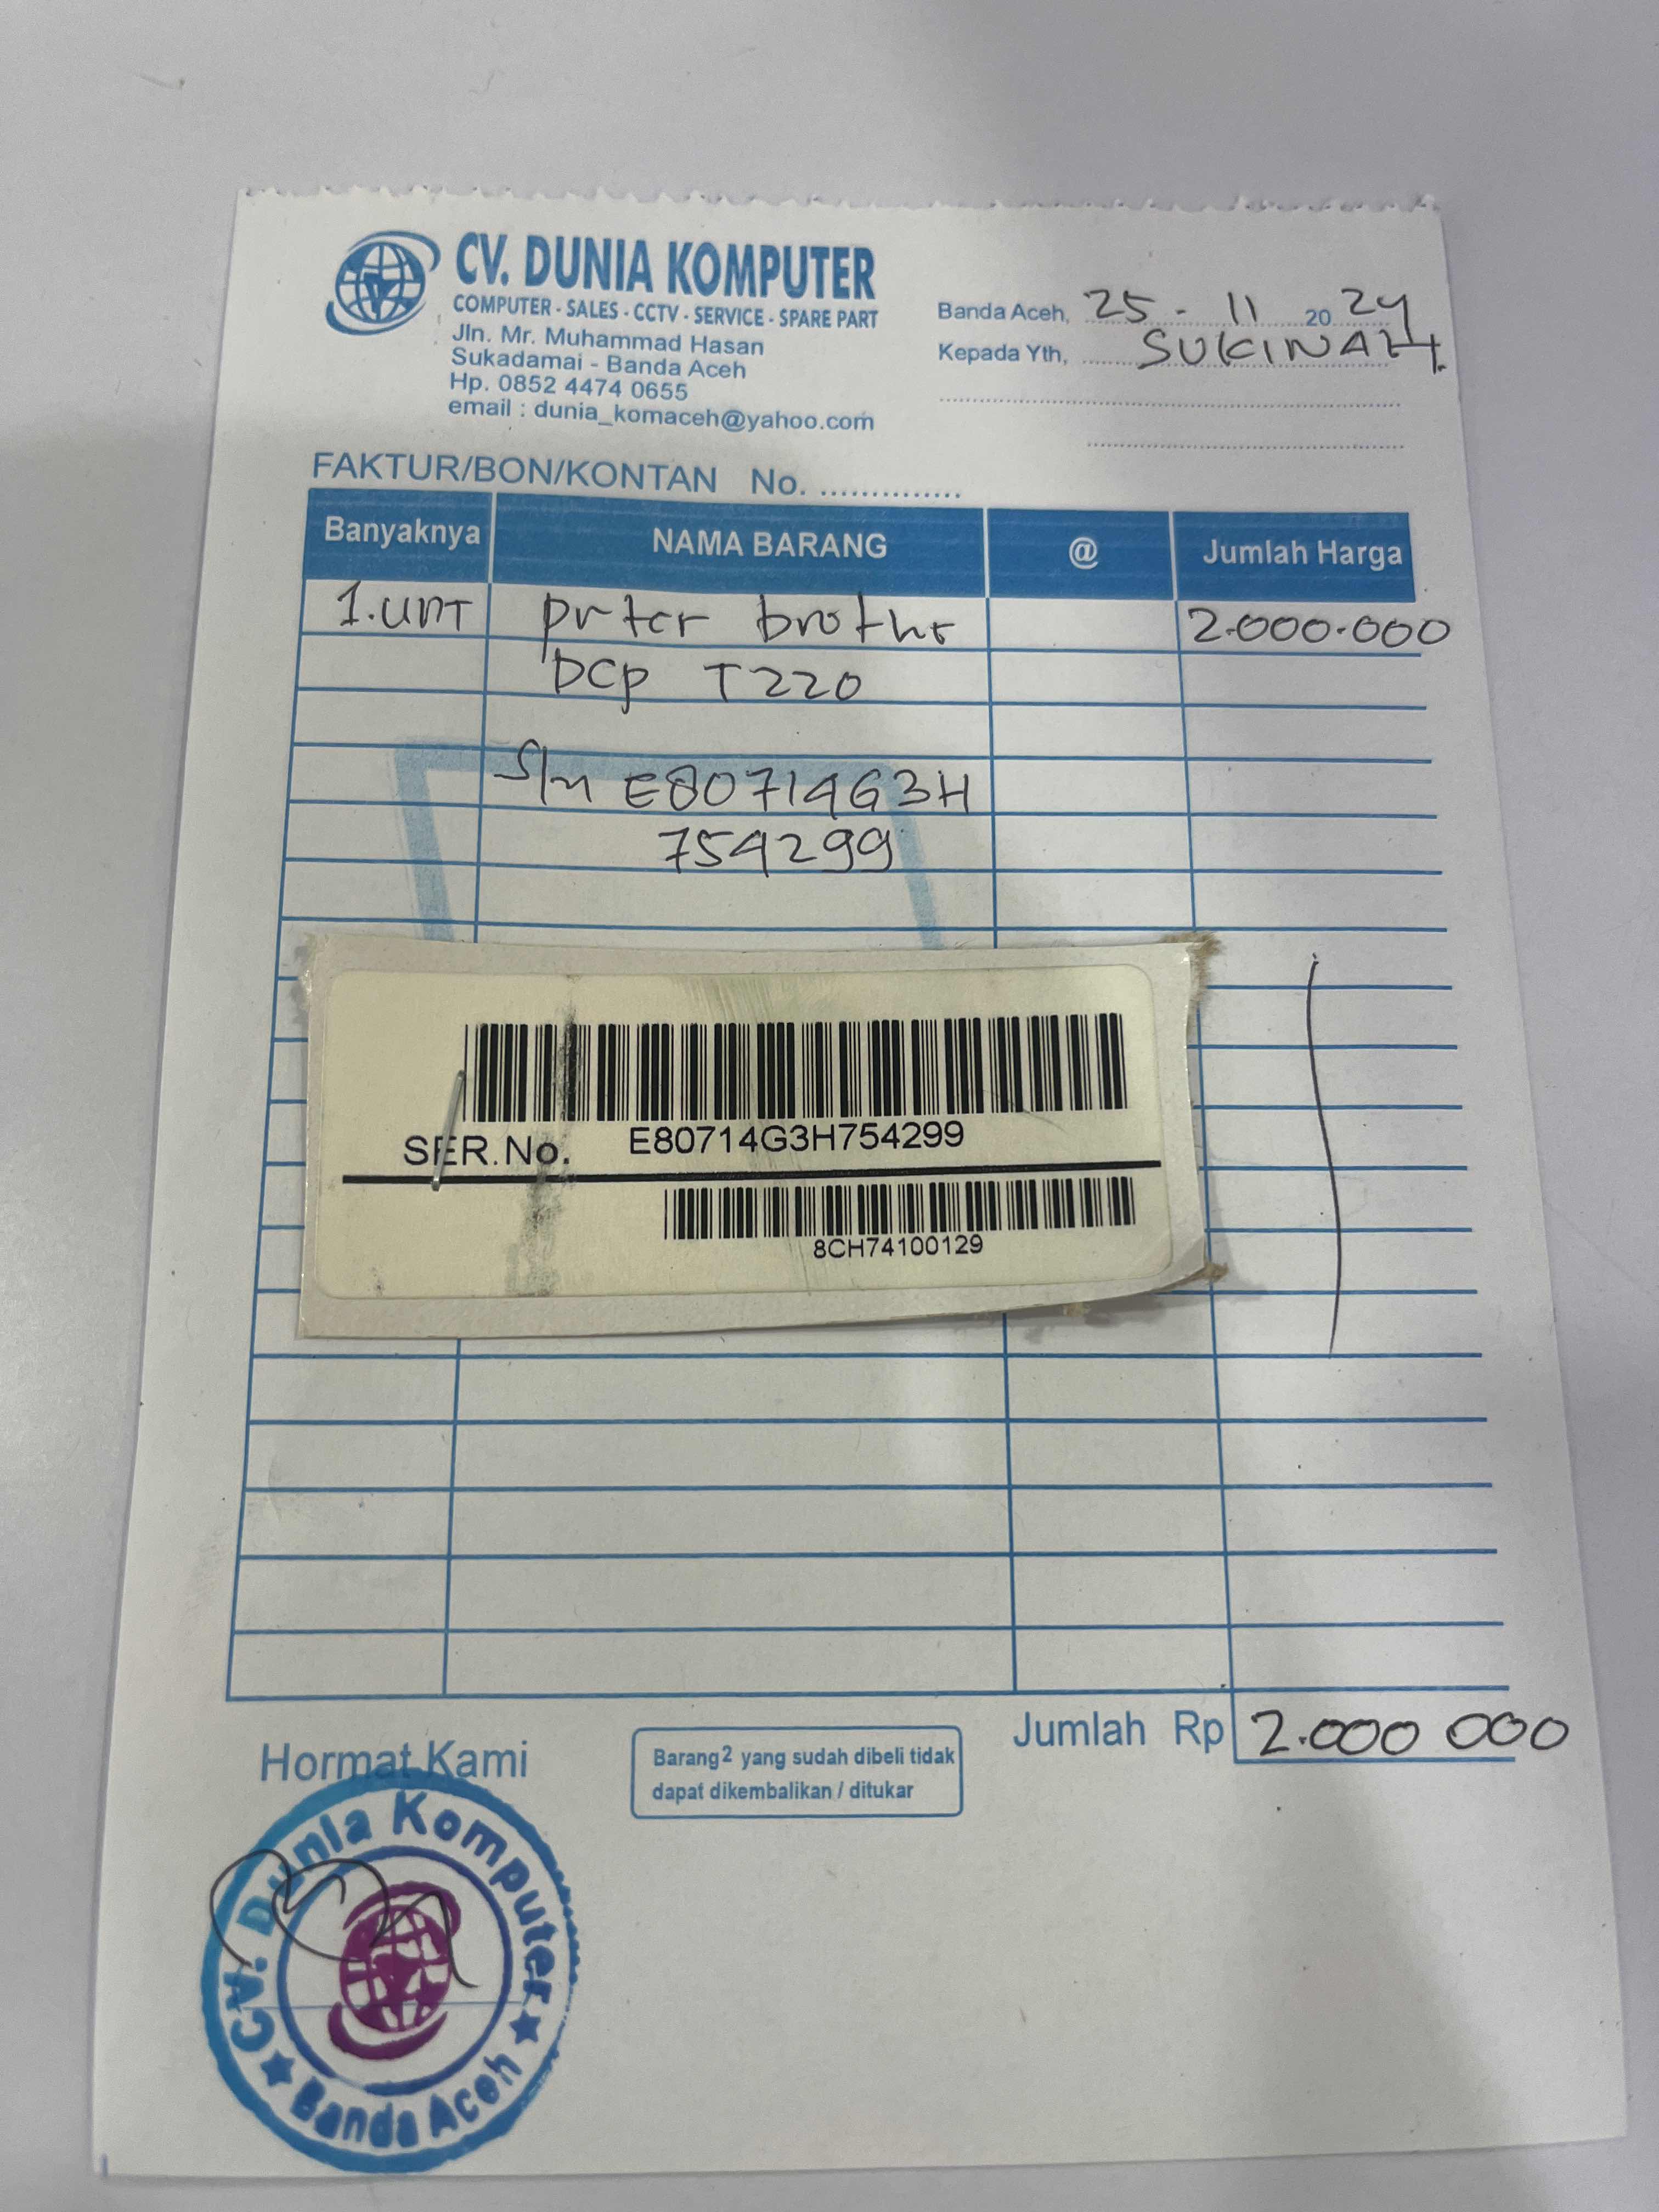 CV. DUNIA KOMPUTER
COMPUTER - SALES - CCTV - SERVICE - SPARE PART
Jln. Mr. Muhammad Hasan
Sukadamai - Banda Aceh
Hp. 0852 4474 0655
email : dunia_komaceh@yahoo.com
Banda Aceh, 25 - 11 2024
Kepada Yth, SUKINAH.
FAKTUR/BON/KONTAN No. ..............
Banyaknya NAMA BARANG @ Jumlah Harga
1.unt prter brother 2.000.000
DCP T220
S/n E80714G3H
754299
SER.No. E80714G3H754299
8CH74100129
Jumlah Rp 2.000 000
Hormat Kami
Barang2 yang sudah dibeli tidak
dapat dikembalikan / ditukar
CV. Dunia Komputer
Banda Aceh